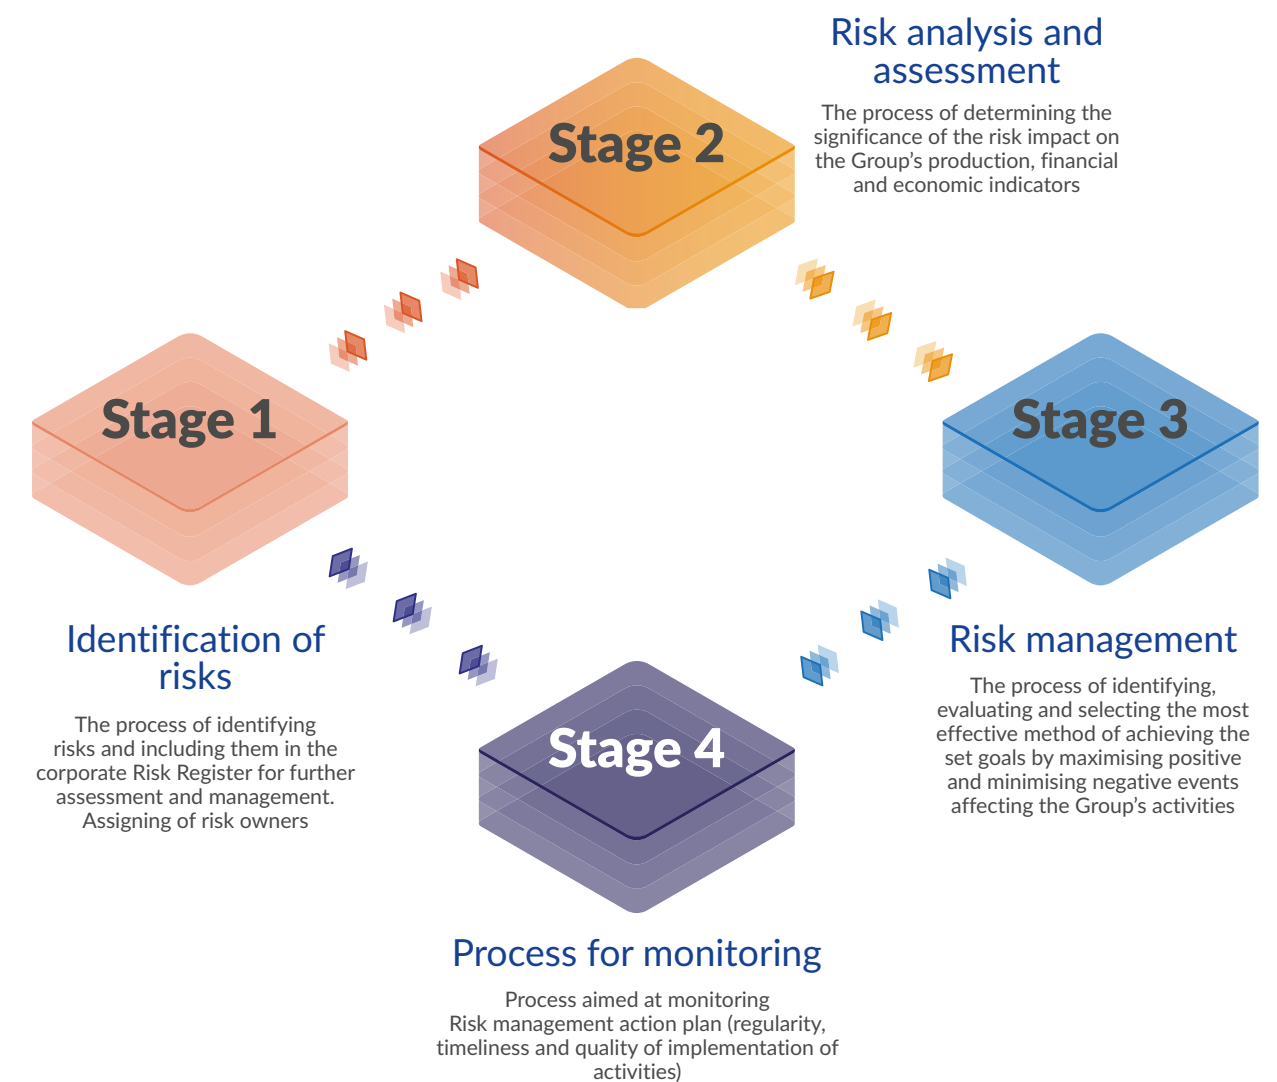 Stage 1
Identification of
risks
The process of identifying
risks and including them in the
corporate Risk Register for further
assessment and management.
Assigning of risk owners
Stage 2
Risk analysis and
assessment
The process of determining the
significance of the risk impact on
the Group’s production, financial
and economic indicators
Stage 3
Risk management
The process of identifying,
evaluating and selecting the most
effective method of achieving the
set goals by maximising positive
and minimising negative events
affecting the Group’s activities
Stage 4
Process for monitoring
Process aimed at monitoring
Risk management action plan (regularity,
timeliness and quality of implementation of
activities)